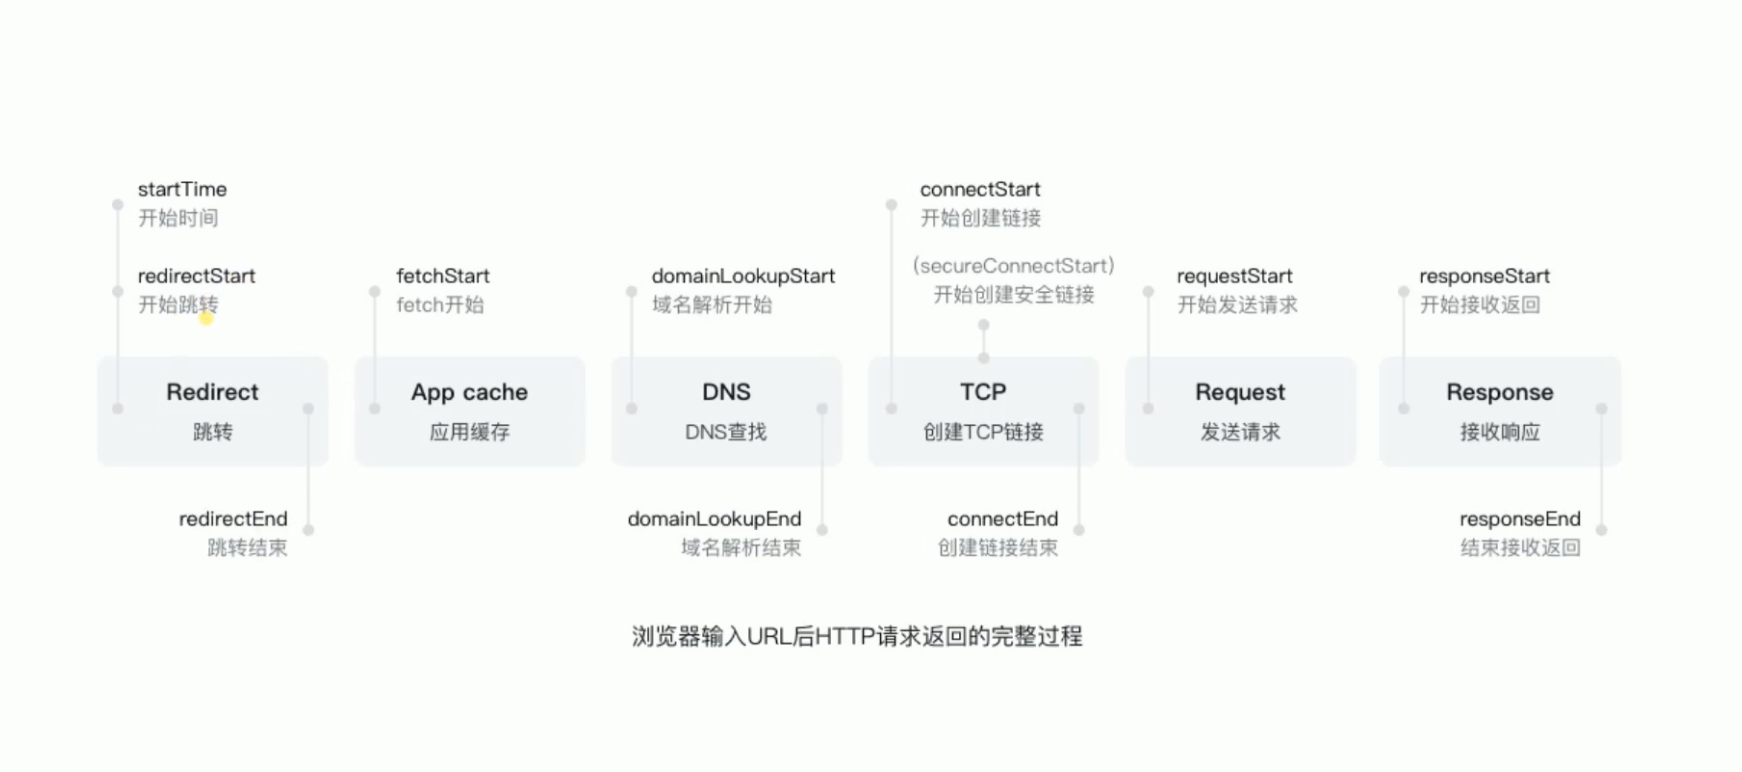 startTime
开始时间
redirectStart
开始跳转
fetchStart
fetch开始
domainLookupStart
域名解析开始
connectStart
开始创建链接
(secureConnectStart)
开始创建安全链接
requestStart
开始发送请求
responseStart
开始接收返回
Redirect
跳转
App cache
应用缓存
DNS
DNS查找
TCP
创建TCP链接
Request
发送请求
Response
接收响应
redirectEnd
跳转结束
domainLookupEnd
域名解析结束
connectEnd
创建链接结束
responseEnd
结束接收返回
浏览器输入URL后HTTP请求返回的完整过程